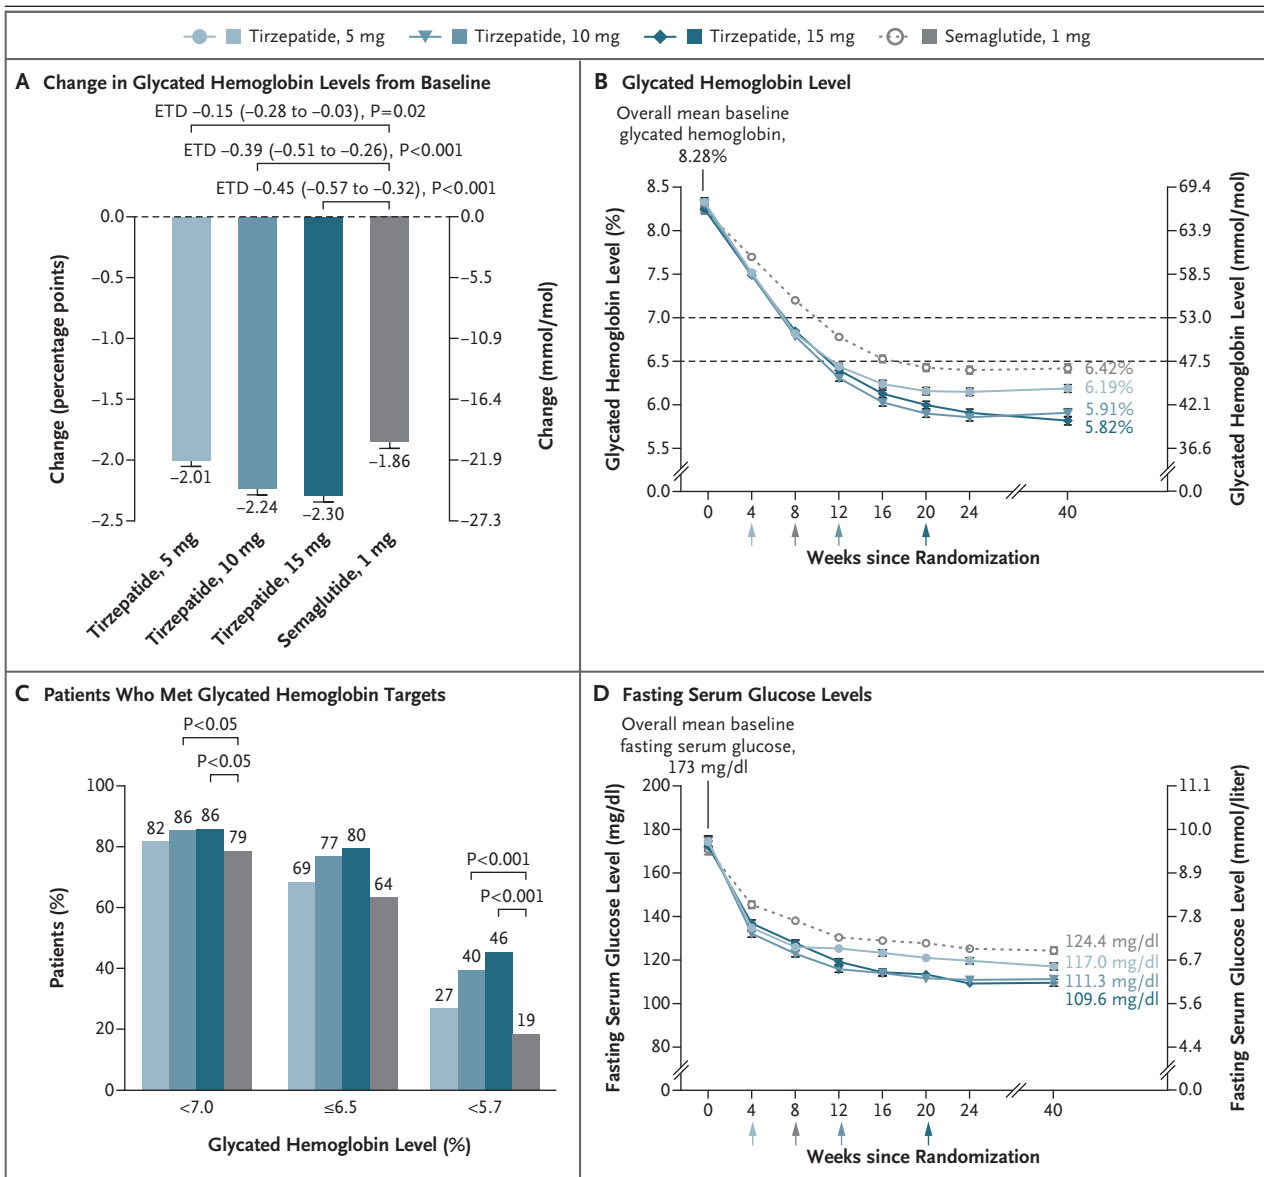 Tirzepatide, 5 mg
Tirzepatide, 10 mg
Tirzepatide, 15 mg
Semaglutide, 1 mg
A Change in Glycated Hemoglobin Levels from Baseline
ETD –0.15 (–0.28 to –0.03), P=0.02
ETD –0.39 (–0.51 to –0.26), P<0.001
ETD –0.45 (–0.57 to –0.32), P<0.001
Change (percentage points)
0.0
–0.5
–1.0
–1.5
–2.0
–2.5
–2.01
–2.24
–2.30
–1.86
0.0
–5.5
–10.9
–16.4
–21.9
–27.3
Change (mmol/mol)
Tirzepatide, 5 mg
Tirzepatide, 10 mg
Tirzepatide, 15 mg
Semaglutide, 1 mg
B Glycated Hemoglobin Level
Overall mean baseline
glycated hemoglobin,
8.28%
Glycated Hemoglobin Level (%)
8.5
8.0
7.5
7.0
6.5
6.0
5.5
0.0
6.42%
6.19%
5.91%
5.82%
69.4
63.9
58.5
53.0
47.5
42.1
36.6
0.0
Glycated Hemoglobin Level (mmol/mol)
0 4 8 12 16 20 24 40
Weeks since Randomization
C Patients Who Met Glycated Hemoglobin Targets
P<0.05
P<0.05
P<0.001
P<0.001
Patients (%)
100
80
60
40
20
0
82 86 86 79
69 77 80 64
27 40 46 19
<7.0 ≤6.5 <5.7
Glycated Hemoglobin Level (%)
D Fasting Serum Glucose Levels
Overall mean baseline
fasting serum glucose,
173 mg/dl
Fasting Serum Glucose Level (mg/dl)
200
180
160
140
120
100
80
0
124.4 mg/dl
117.0 mg/dl
111.3 mg/dl
109.6 mg/dl
11.1
10.0
8.9
7.8
6.7
5.6
4.4
0.0
Fasting Serum Glucose Level (mmol/liter)
0 4 8 12 16 20 24 40
Weeks since Randomization